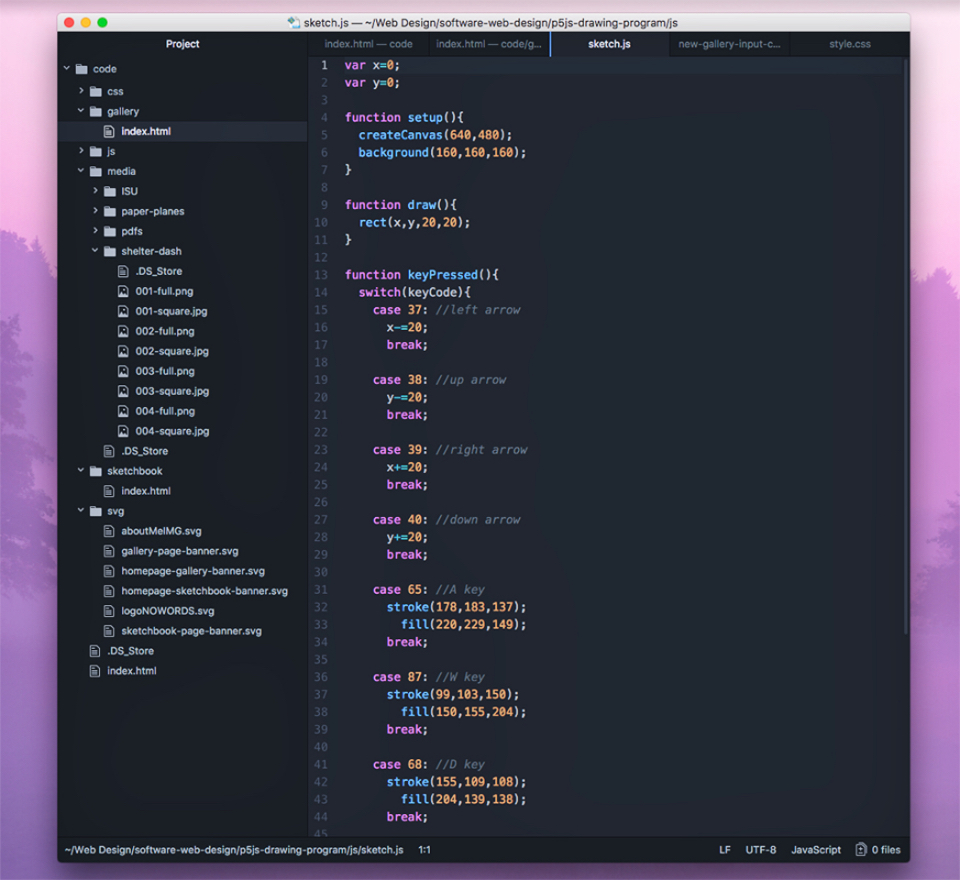 sketch.js — ~/Web Design/software-web-design/p5js-drawing-program/js
Project
index.html — code
index.html — code/g...
sketch.js
new-gallery-input-c...
style.css
code
css
gallery
index.html
js
media
ISU
paper-planes
pdfs
shelter-dash
.DS_Store
001-full.png
001-square.jpg
002-full.png
002-square.jpg
003-full.png
003-square.jpg
004-full.png
004-square.jpg
.DS_Store
sketchbook
index.html
svg
aboutMeIMG.svg
gallery-page-banner.svg
homepage-gallery-banner.svg
homepage-sketchbook-banner.svg
logoNOWORDS.svg
sketchbook-page-banner.svg
.DS_Store
index.html
1 var x=0;
2 var y=0;
3
4 function setup(){
5 createCanvas(640,480);
6 background(160,160,160);
7 }
8
9 function draw(){
10 rect(x,y,20,20);
11 }
12
13 function keyPressed(){
14 switch(keyCode){
15 case 37: //left arrow
16 x-=20;
17 break;
18
19 case 38: //up arrow
20 y-=20;
21 break;
22
23 case 39: //right arrow
24 x+=20;
25 break;
26
27 case 40: //down arrow
28 y+=20;
29 break;
30
31 case 65: //A key
32 stroke(178,183,137);
33 fill(220,229,149);
34 break;
35
36 case 87: //W key
37 stroke(99,103,150);
38 fill(150,155,204);
39 break;
40
41 case 68: //D key
42 stroke(155,109,108);
43 fill(204,139,138);
44 break;
45
~/Web Design/software-web-design/p5js-drawing-program/js/sketch.js 1:1 LF UTF-8 JavaScript 0 files